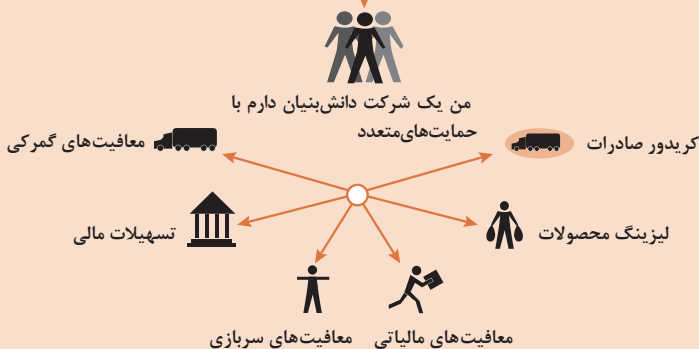 من یک شرکت دانش‌بنیان دارم با
حمایت‌های‌متعدد
کریدور صادرات
معافیت‌های گمرکی
لیزینگ محصولات
تسهیلات مالی
معافیت‌های مالیاتی
معافیت‌های سربازی